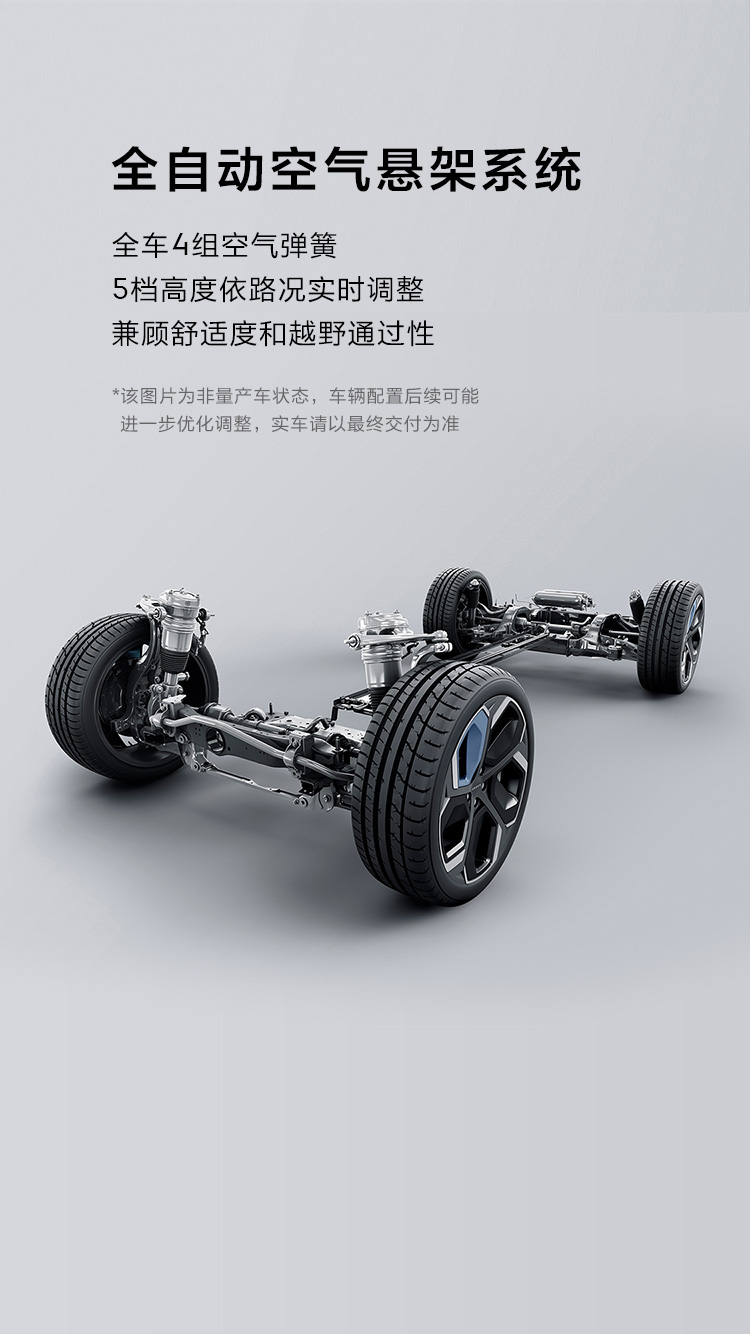 全自动空气悬架系统
全车4组空气弹簧
5档高度依路况实时调整
兼顾舒适度和越野通过性
*该图片为非量产车状态，车辆配置后续可能
进一步优化调整，实车请以最终交付为准